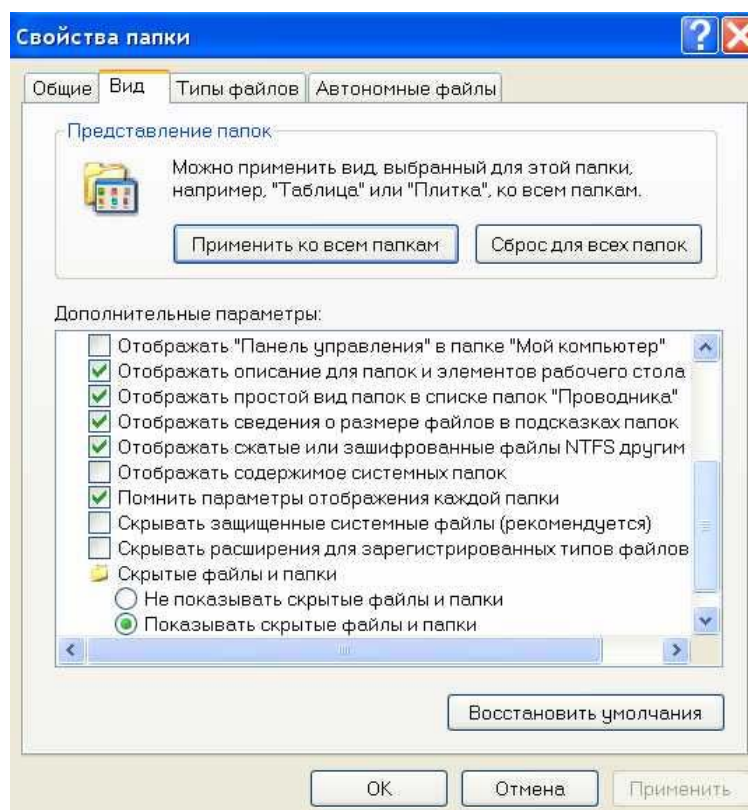 Свойства папки
Общие Вид Типы файлов Автономные файлы
Представление папок
Можно применить вид, выбранный для этой папки,
например, "Таблица" или "Плитка", ко всем папкам.
Применить ко всем папкам Сброс для всех папок
Дополнительные параметры:
Отображать "Панель управления" в папке "Мой компьютер"
Отображать описание для папок и элементов рабочего стола
Отображать простой вид папок в списке папок "Проводника"
Отображать сведения о размере файлов в подсказках папок
Отображать сжатые или зашифрованные файлы NTFS другим
Отображать содержимое системных папок
Помнить параметры отображения каждой папки
Скрывать защищенные системные файлы (рекомендуется)
Скрывать расширения для зарегистрированных типов файлов
Скрытые файлы и папки
Не показывать скрытые файлы и папки
Показывать скрытые файлы и папки
Восстановить умолчания
OK Отмена Применить